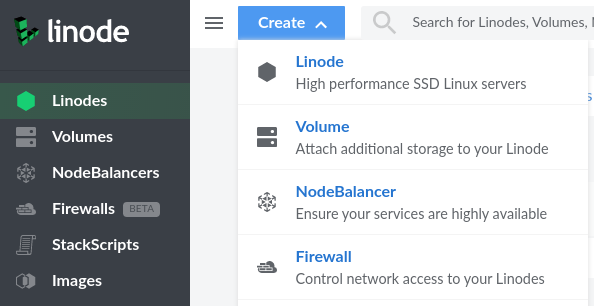 linode
Create
Search for Linodes, Volumes,
Linodes
Volumes
NodeBalancers
Firewalls BETA
StackScripts
Images
Linode
High performance SSD Linux servers
Volume
Attach additional storage to your Linode
NodeBalancer
Ensure your services are highly available
Firewall
Control network access to your Linodes